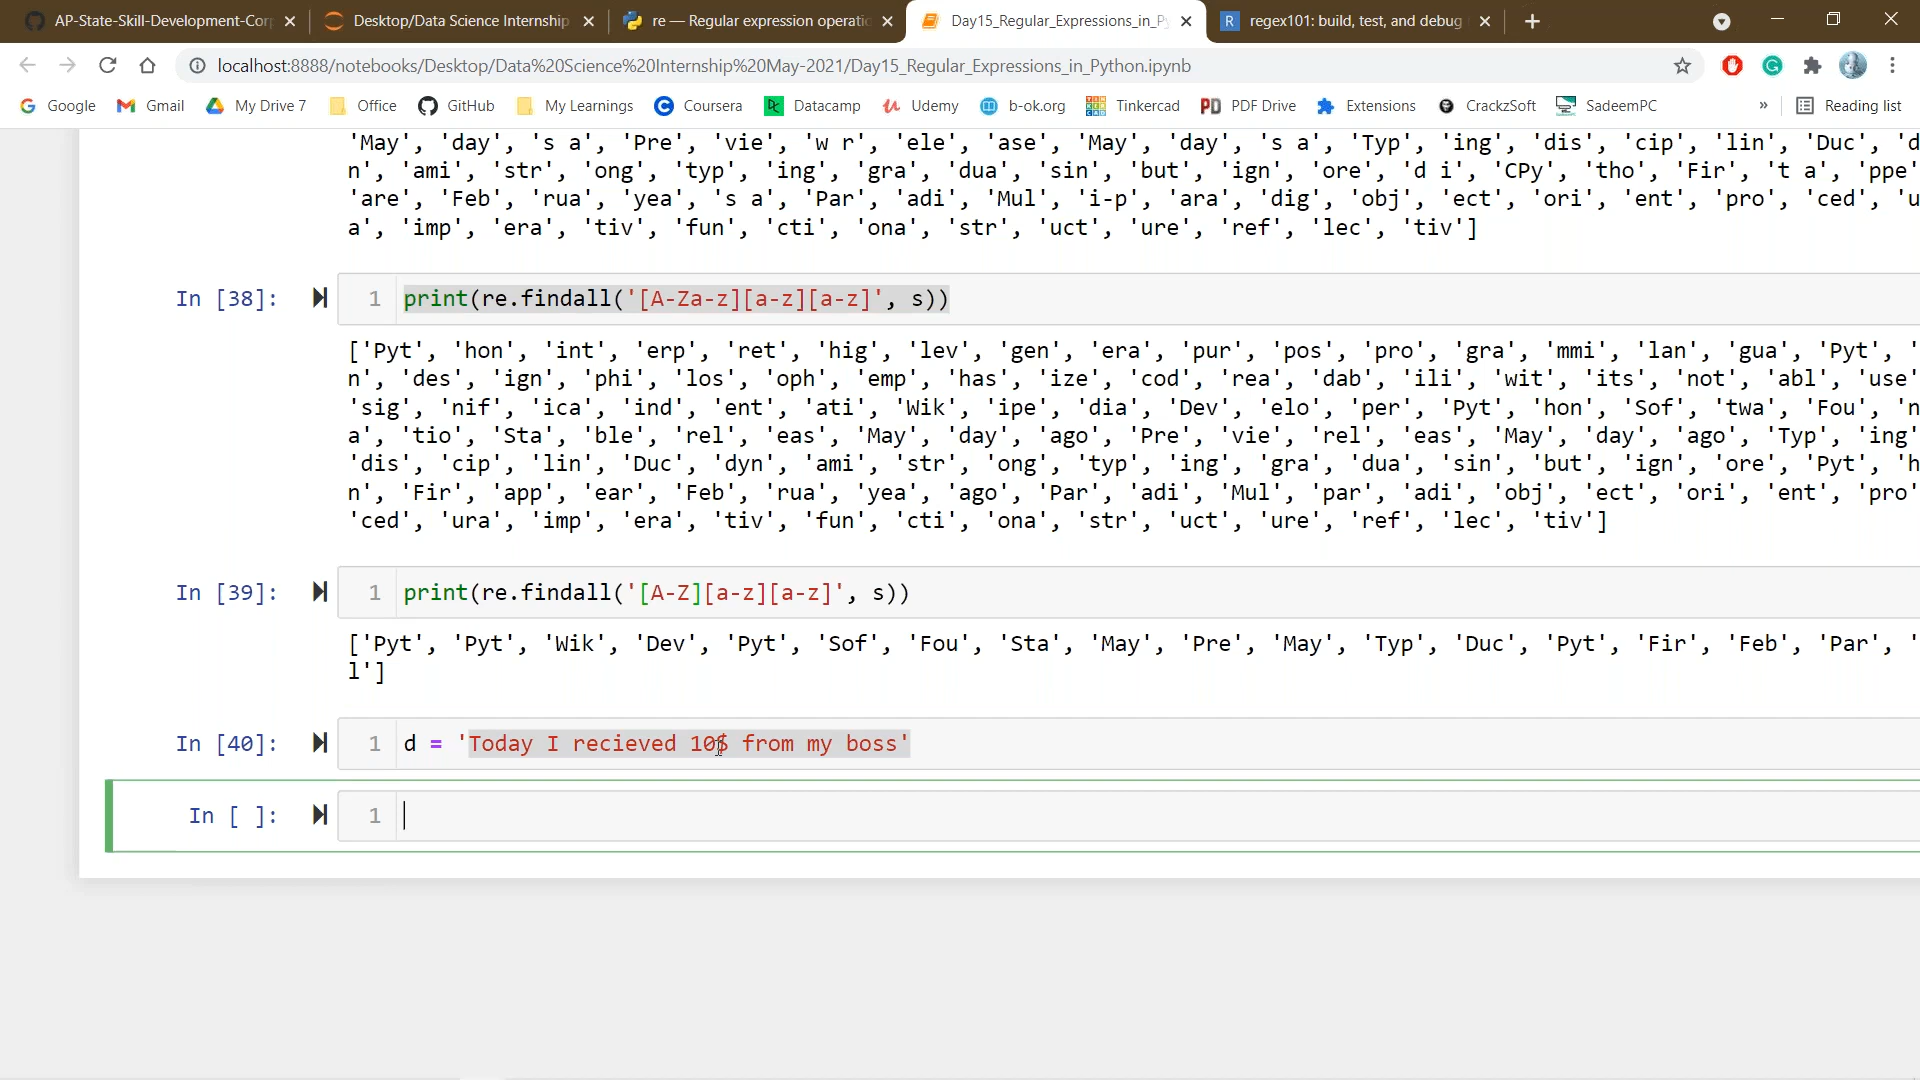 AP-State-Skill-Development-Corp
Desktop/Data Science Internship
re — Regular expression operatio
Day15_Regular_Expressions_in_Py
regex101: build, test, and debug
localhost:8888/notebooks/Desktop/Data%20Science%20Internship%20May-2021/Day15_Regular_Expressions_in_Python.ipynb
Google Gmail My Drive 7 Office GitHub My Learnings Coursera Datacamp Udemy b-ok.org Tinkercad PDF Drive Extensions CrackzSoft SadeemPC » Reading list
'May', 'day', 's a', 'Pre', 'vie', 'w r', 'ele', 'ase', 'May', 'day', 's a', 'Typ', 'ing', 'dis', 'cip', 'lin', 'Duc', 'd
n', 'ami', 'str', 'ong', 'typ', 'ing', 'gra', 'dua', 'sin', 'but', 'ign', 'ore', 'd i', 'CPy', 'tho', 'Fir', 't a', 'ppe'
'are', 'Feb', 'rua', 'yea', 's a', 'Par', 'adi', 'Mul', 'i-p', 'ara', 'dig', 'obj', 'ect', 'ori', 'ent', 'pro', 'ced', 'u
a', 'imp', 'era', 'tiv', 'fun', 'cti', 'ona', 'str', 'uct', 'ure', 'ref', 'lec', 'tiv']
In [38]: 1 print(re.findall('[A-Za-z][a-z][a-z]', s))
['Pyt', 'hon', 'int', 'erp', 'ret', 'hig', 'lev', 'gen', 'era', 'pur', 'pos', 'pro', 'gra', 'mmi', 'lan', 'gua', 'Pyt', '
n', 'des', 'ign', 'phi', 'los', 'oph', 'emp', 'has', 'ize', 'cod', 'rea', 'dab', 'ili', 'wit', 'its', 'not', 'abl', 'use'
'sig', 'nif', 'ica', 'ind', 'ent', 'ati', 'Wik', 'ipe', 'dia', 'Dev', 'elo', 'per', 'Pyt', 'hon', 'Sof', 'twa', 'Fou', 'n
a', 'tio', 'Sta', 'ble', 'rel', 'eas', 'May', 'day', 'ago', 'Pre', 'vie', 'rel', 'eas', 'May', 'day', 'ago', 'Typ', 'ing'
'dis', 'cip', 'lin', 'Duc', 'dyn', 'ami', 'str', 'ong', 'typ', 'ing', 'gra', 'dua', 'sin', 'but', 'ign', 'ore', 'Pyt', 'h
n', 'Fir', 'app', 'ear', 'Feb', 'rua', 'yea', 'ago', 'Par', 'adi', 'Mul', 'par', 'adi', 'obj', 'ect', 'ori', 'ent', 'pro'
'ced', 'ura', 'imp', 'era', 'tiv', 'fun', 'cti', 'ona', 'str', 'uct', 'ure', 'ref', 'lec', 'tiv']
In [39]: 1 print(re.findall('[A-Z][a-z][a-z]', s))
['Pyt', 'Pyt', 'Wik', 'Dev', 'Pyt', 'Sof', 'Fou', 'Sta', 'May', 'Pre', 'May', 'Typ', 'Duc', 'Pyt', 'Fir', 'Feb', 'Par', '
l']
In [40]: 1 d = 'Today I recieved 10$ from my boss'
In [ ]: 1